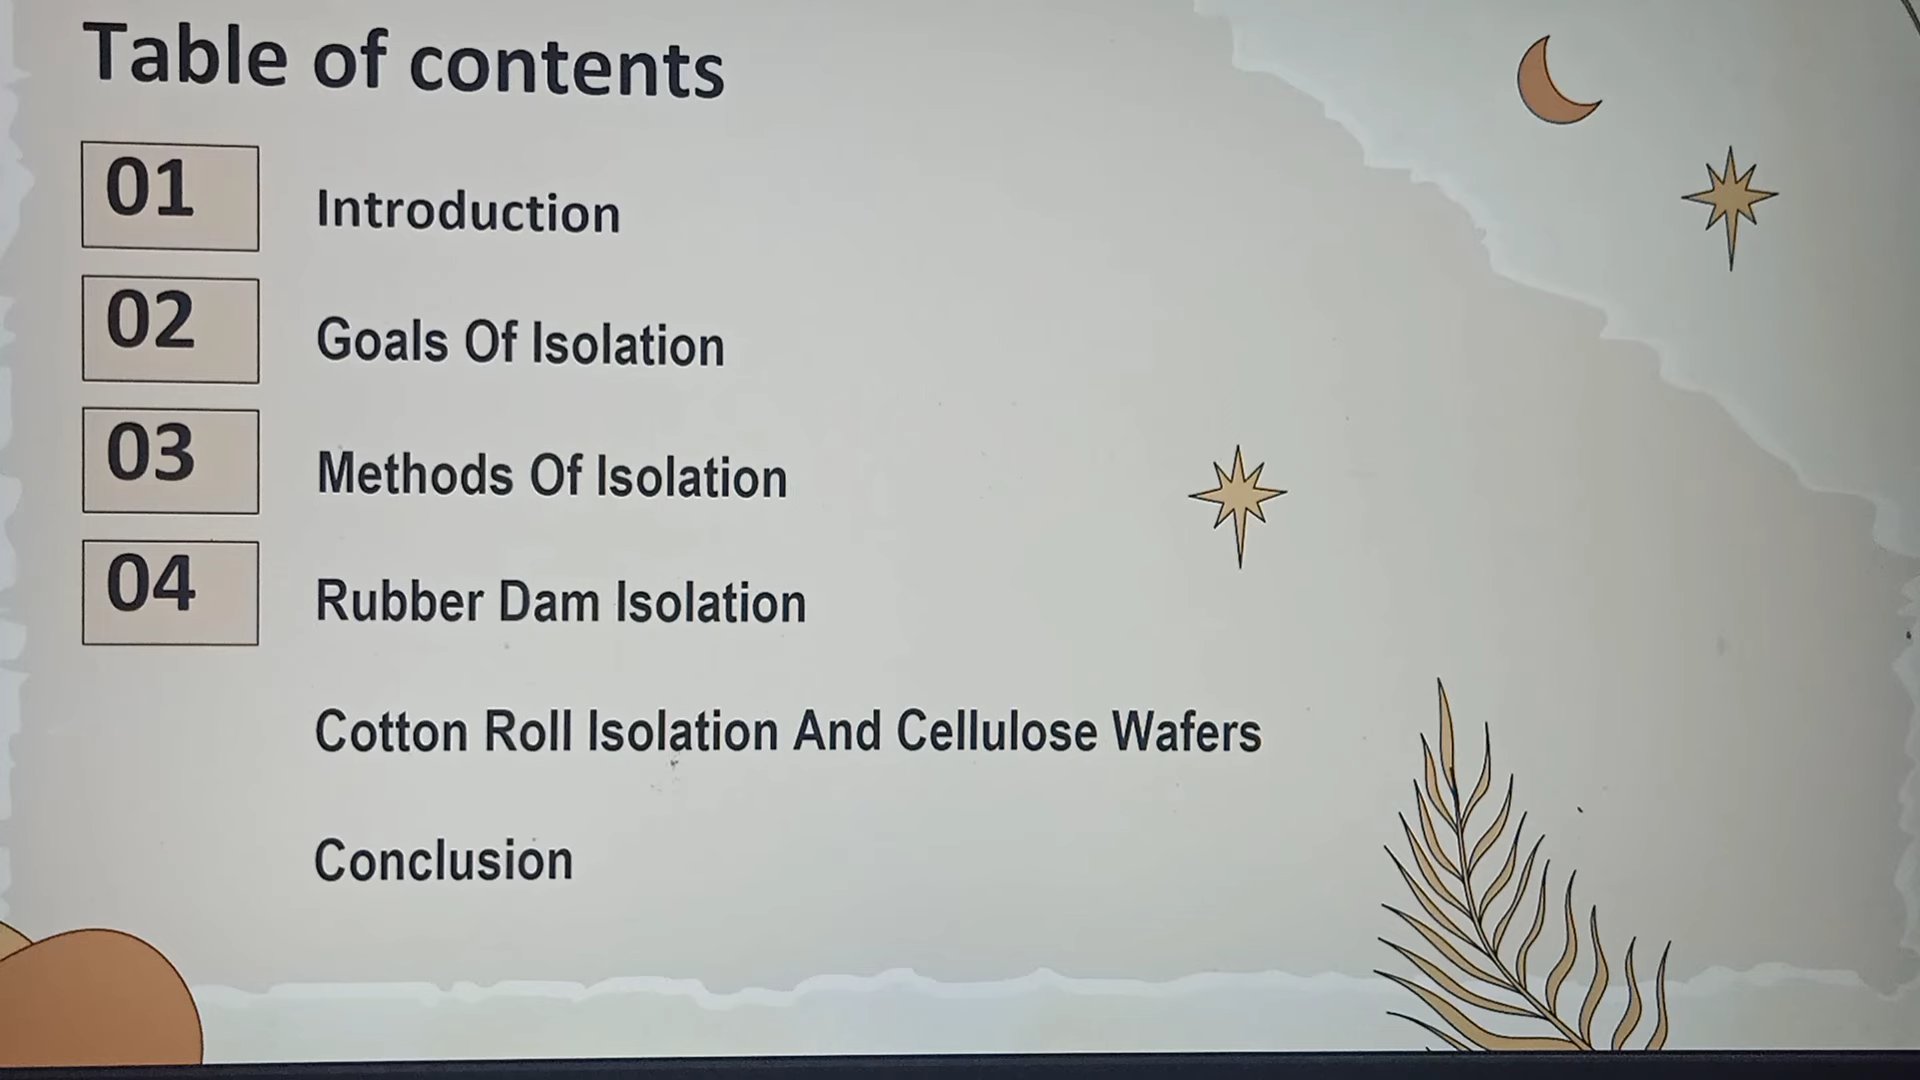 Table of contents
01 Introduction
02 Goals Of Isolation
03 Methods Of Isolation
04 Rubber Dam Isolation
Cotton Roll Isolation And Cellulose Wafers
Conclusion